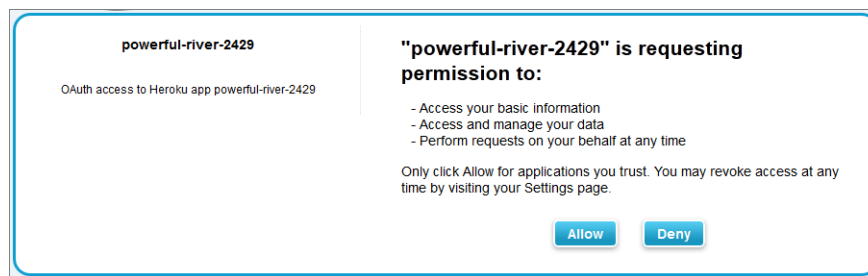 powerful-river-2429
OAuth access to Heroku app powerful-river-2429
"powerful-river-2429" is requesting
permission to:
- Access your basic information
- Access and manage your data
- Perform requests on your behalf at any time
Only click Allow for applications you trust. You may revoke access at any
time by visiting your Settings page.
Allow Deny